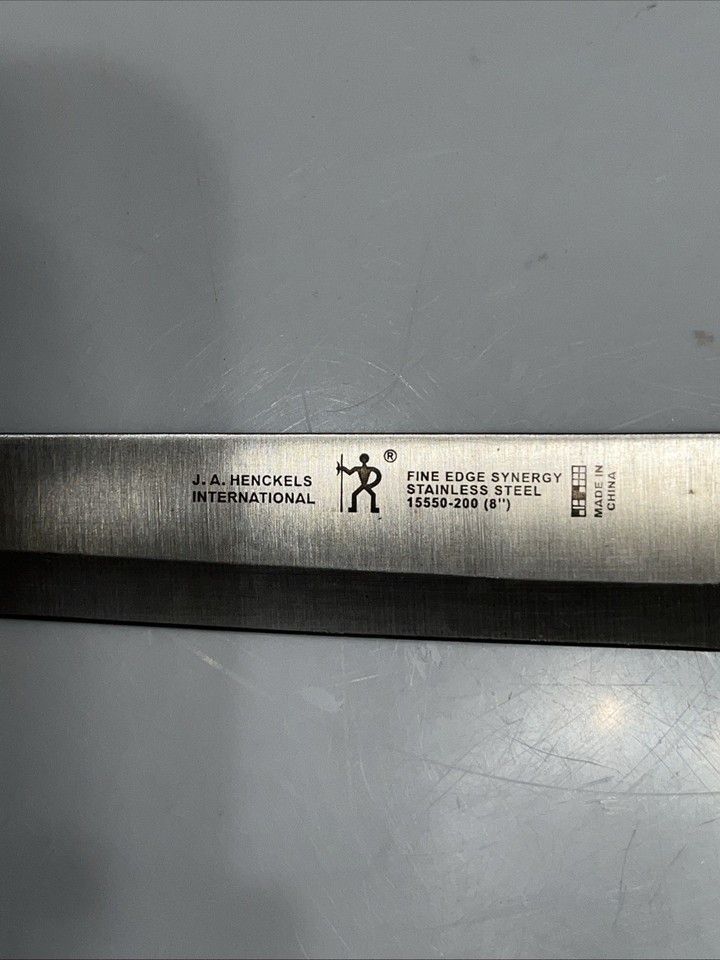 J. A. HENCKELS
INTERNATIONAL
®
FINE EDGE SYNERGY
STAINLESS STEEL
15550-200 (8")
MADE IN
CHINA